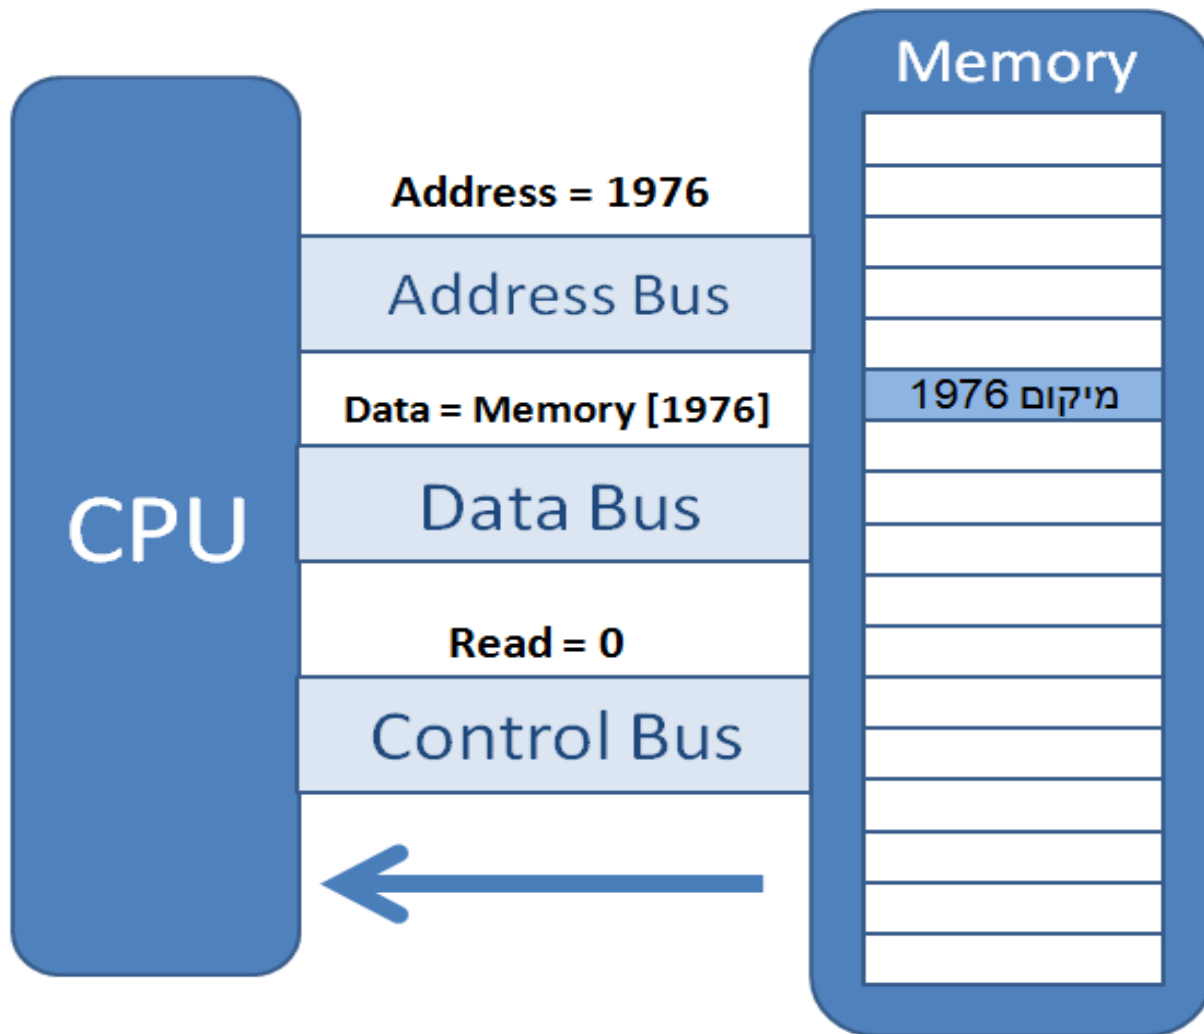 Memory
Address = 1976
Address Bus
מיקום 1976
Data = Memory [1976]
Data Bus
CPU
Read = 0
Control Bus